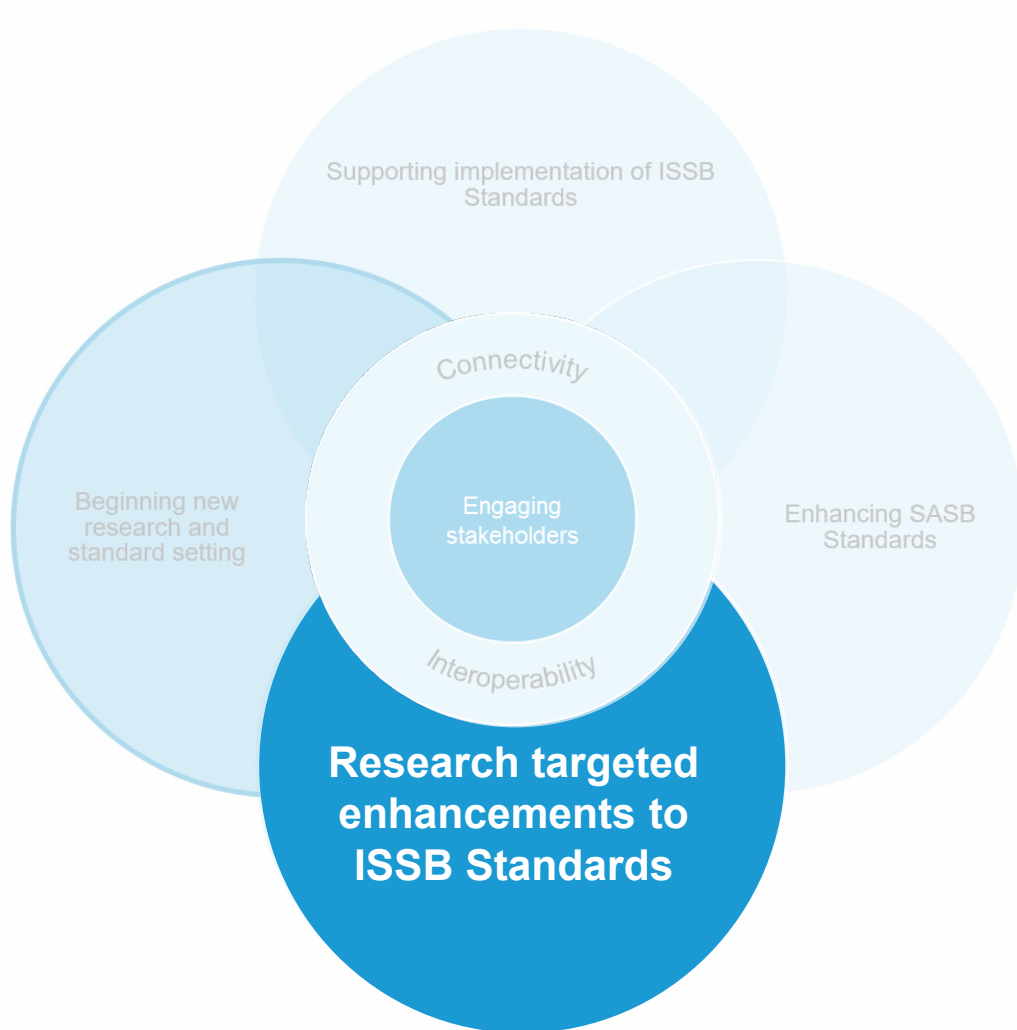 Supporting implementation of ISSB
Standards
Connectivity
Beginning new
research and
standard setting
Engaging
stakeholders
Enhancing SASB
Standards
Interoperability
Research targeted
enhancements to
ISSB Standards